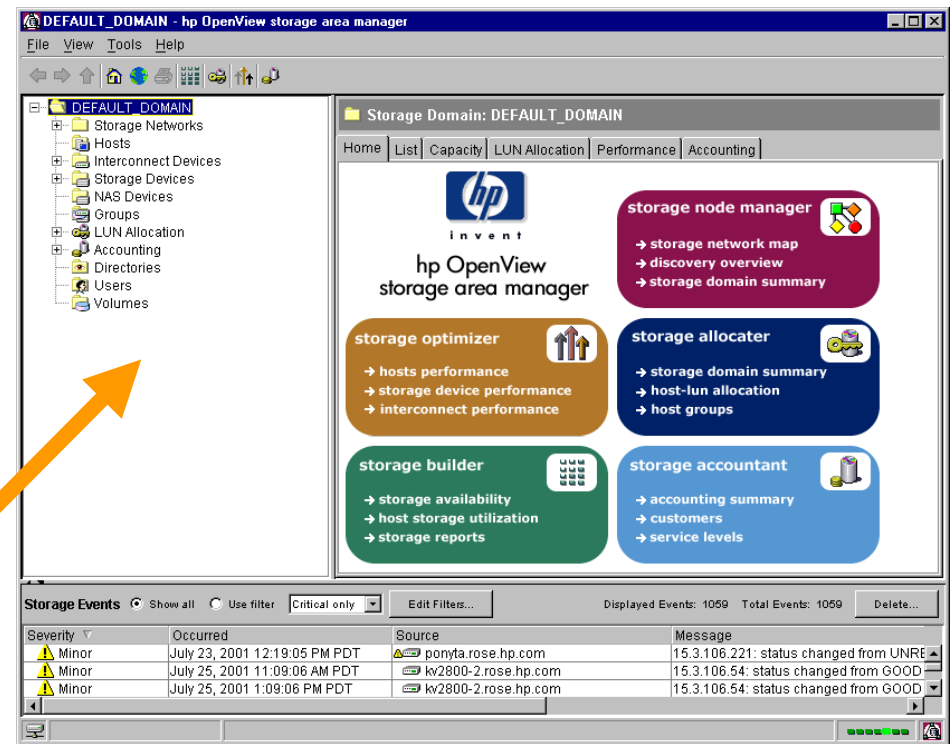 DEFAULT_DOMAIN - hp OpenView storage area manager
File View Tools Help
DEFAULT_DOMAIN
Storage Networks
Hosts
Interconnect Devices
Storage Devices
NAS Devices
Groups
LUN Allocation
Accounting
Directories
Users
Volumes
Storage Domain: DEFAULT_DOMAIN
Home List Capacity LUN Allocation Performance Accounting
hp
invent
hp OpenView
storage area manager
storage node manager
→ storage network map
→ discovery overview
→ storage domain summary
storage optimizer
→ hosts performance
→ storage device performance
→ interconnect performance
storage allocater
→ storage domain summary
→ host-lun allocation
→ host groups
storage builder
→ storage availability
→ host storage utilization
→ storage reports
storage accountant
→ accounting summary
→ customers
→ service levels
Storage Events Show all Use filter Critical only Edit Filters... Displayed Events: 1059 Total Events: 1059 Delete...
Severity Occurred Source Message
Minor July 23, 2001 12:19:05 PM PDT ponyta.rose.hp.com 15.3.106.221: status changed from UNRE
Minor July 25, 2001 11:09:06 AM PDT kv2800-2.rose.hp.com 15.3.106.54: status changed from GOOD
Minor July 25, 2001 1:09:06 PM PDT kv2800-2.rose.hp.com 15.3.106.54: status changed from GOOD